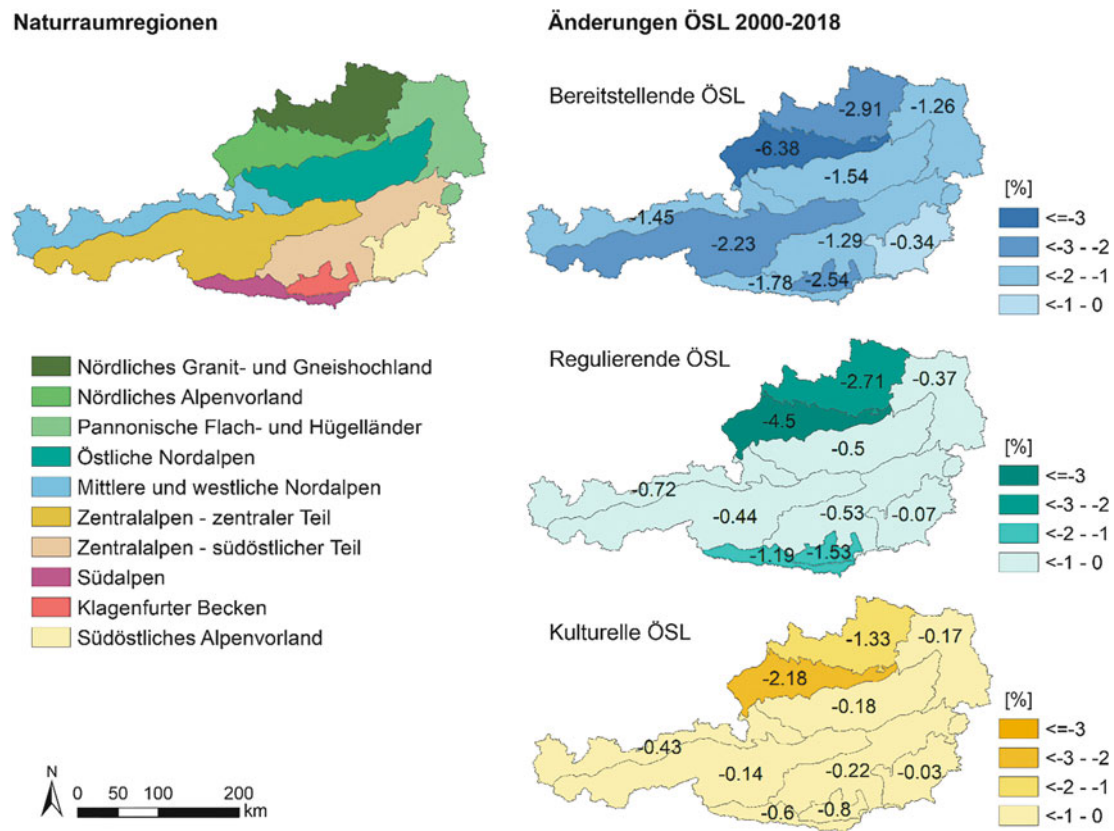 Naturraumregionen
Nördliches Granit- und Gneishochland
Nördliches Alpenvorland
Pannonische Flach- und Hügelländer
Östliche Nordalpen
Mittlere und westliche Nordalpen
Zentralalpen - zentraler Teil
Zentralalpen - südöstlicher Teil
Südalpen
Klagenfurter Becken
Südöstliches Alpenvorland
N
0 50 100 200
km
Änderungen ÖSL 2000-2018
Bereitstellende ÖSL
-2.91
-1.26
-6.38
-1.54
-1.45
-2.23
-1.29
-0.34
-1.78
-2.54
[%]
<=-3
<-3 - -2
<-2 - -1
<-1 - 0
Regulierende ÖSL
-2.71
-0.37
-4.5
-0.5
-0.72
-0.44
-0.53
-0.07
-1.19
-1.53
[%]
<=-3
<-3 - -2
<-2 - -1
<-1 - 0
Kulturelle ÖSL
-1.33
-0.17
-2.18
-0.18
-0.43
-0.14
-0.22
-0.03
-0.6
-0.8
[%]
<=-3
<-3 - -2
<-2 - -1
<-1 - 0